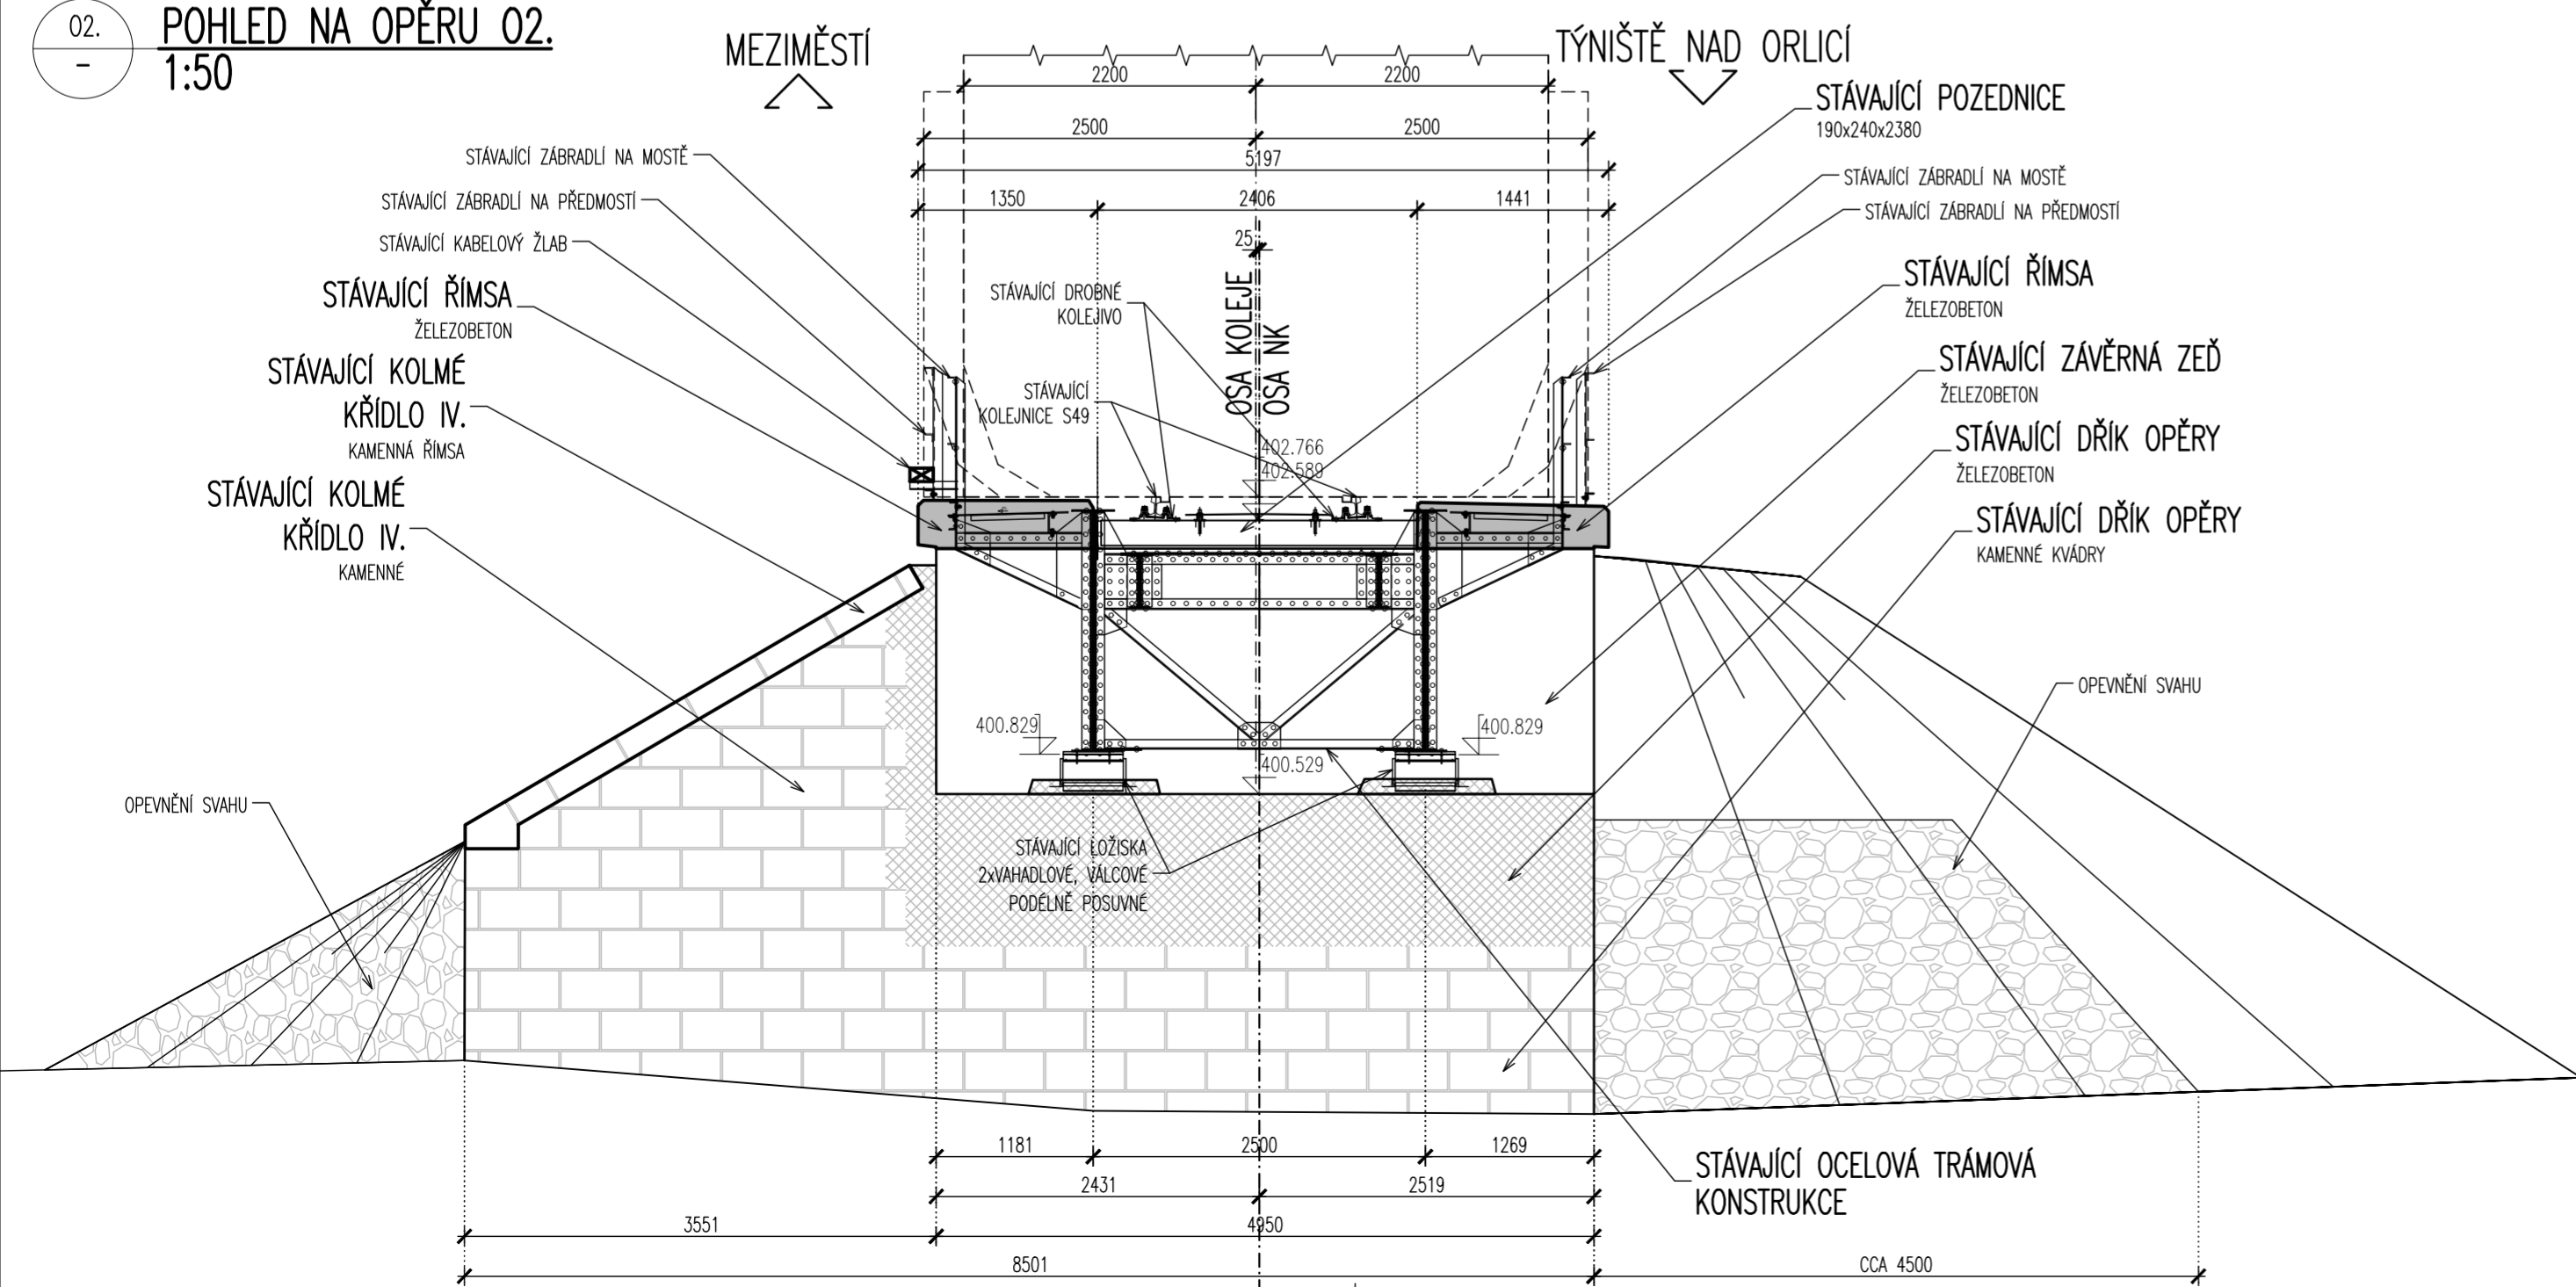 02.
-
POHLED NA OPĚRU O2.
1:50
MEZIMĚSTÍ
TÝNIŠTĚ NAD ORLICÍ
2200
2200
2500
2500
5197
1350
2406
1441
25
STÁVAJÍCÍ ZÁBRADLÍ NA MOSTĚ
STÁVAJÍCÍ ZÁBRADLÍ NA PŘEDMOSTÍ
STÁVAJÍCÍ KABELOVÝ ŽLAB
STÁVAJÍCÍ ŘÍMSA
ŽELEZOBETON
STÁVAJÍCÍ KOLMÉ
KŘÍDLO IV.
KAMENNÁ ŘÍMSA
STÁVAJÍCÍ KOLMÉ
KŘÍDLO IV.
KAMENNÉ
OPEVNĚNÍ SVAHU
STÁVAJÍCÍ DROBNÉ
KOLEJIVO
STÁVAJÍCÍ
KOLEJNICE S49
OSA KOLEJE
OSA NK
402.766
402.589
400.829
400.829
400.529
STÁVAJÍCÍ LOŽISKA
2xVAHADLOVÉ, VÁLCOVÉ
PODÉLNĚ POSUVNÉ
STÁVAJÍCÍ POZEDNICE
190x240x2380
STÁVAJÍCÍ ZÁBRADLÍ NA MOSTĚ
STÁVAJÍCÍ ZÁBRADLÍ NA PŘEDMOSTÍ
STÁVAJÍCÍ ŘÍMSA
ŽELEZOBETON
STÁVAJÍCÍ ZÁVĚRNÁ ZEĎ
ŽELEZOBETON
STÁVAJÍCÍ DŘÍK OPĚRY
ŽELEZOBETON
STÁVAJÍCÍ DŘÍK OPĚRY
KAMENNÉ KVÁDRY
OPEVNĚNÍ SVAHU
STÁVAJÍCÍ OCELOVÁ TRÁMOVÁ
KONSTRUKCE
1181
2500
1269
2431
2519
3551
4950
8501
CCA 4500